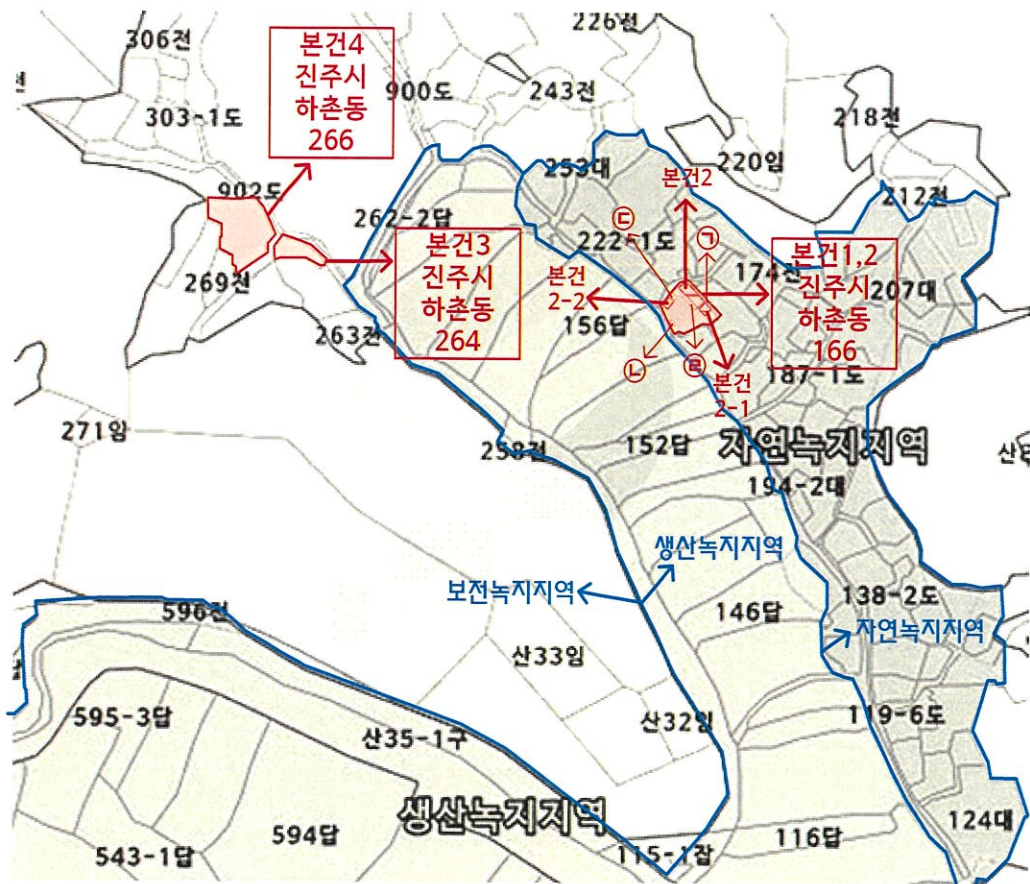 226전
306전
본건4
진주시
하촌동
266
900도
243전
303-1도
218전
220임
253대
본건2
902도
212전
262-2답
ㄷ
222-1도
ㄱ
본건3
진주시
하촌동
264
174전
본건1,2
진주시
하촌동
166
207대
269전
본건
2-2
156답
263전
ㄴ
ㄹ
본건
2-1
187-1도
271임
258전
152답
자연녹지지역
194-2대
생산녹지지역
보전녹지지역
596전
138-2도
146답
자연녹지지역
산33임
595-3답
산35-1구
산32임
119-6도
생산녹지지역
594답
543-1답
115-1잡
116답
124대